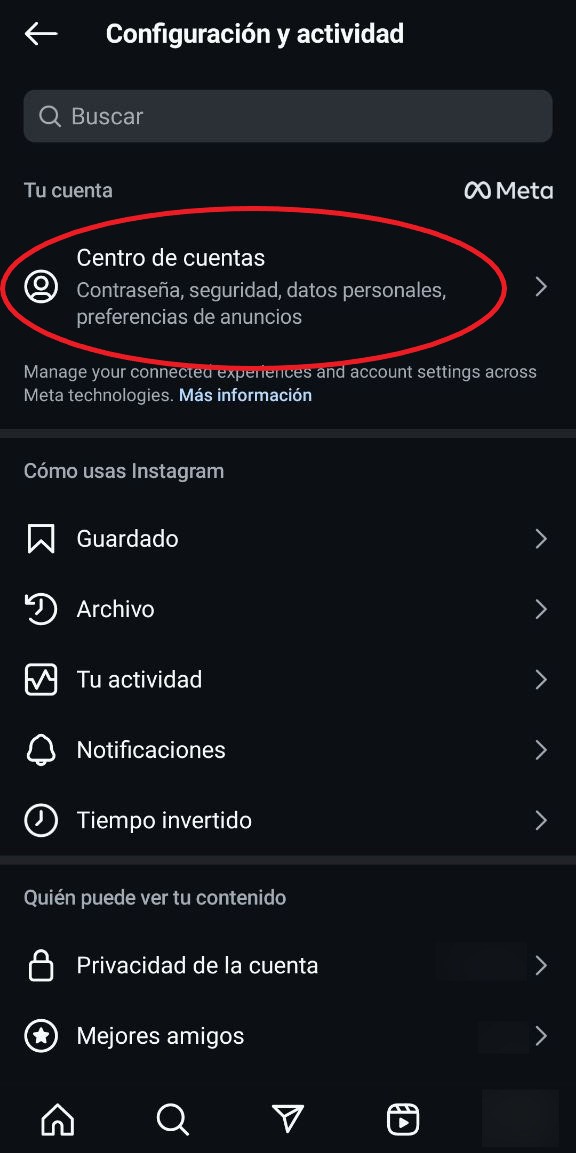 Configuración y actividad
Buscar
Tu cuenta
Meta
Centro de cuentas
Contraseña, seguridad, datos personales,
preferencias de anuncios
Manage your connected experiences and account settings across
Meta technologies. Más información
Cómo usas Instagram
Guardado
Archivo
Tu actividad
Notificaciones
Tiempo invertido
Quién puede ver tu contenido
Privacidad de la cuenta
Mejores amigos